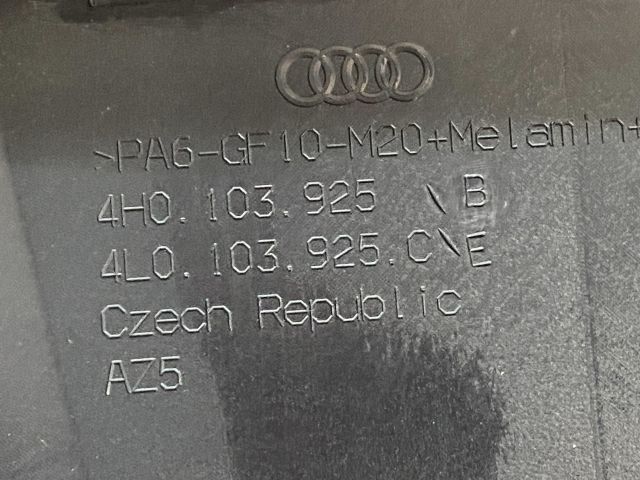 >PA6-GF10-M20+Melamin+
4H0.103.925 \ B
4L0.103.925.C\E
Czech Republic
AZ5